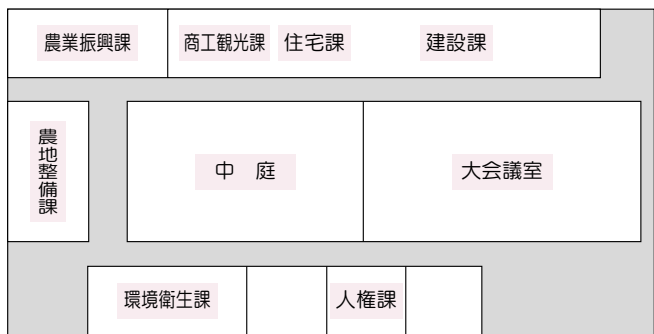 農業振興課
商工観光課
住宅課
建設課
農地整備課
中　庭
大会議室
環境衛生課
人権課